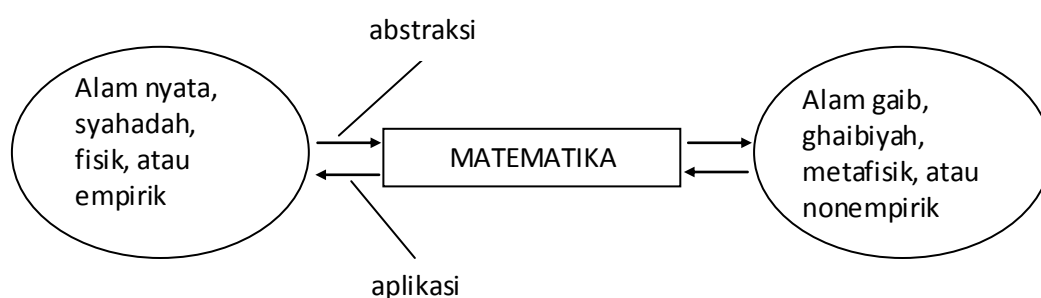 abstraksi
Alam nyata,
syahadah,
fisik, atau
empirik
MATEMATIKA
Alam gaib,
ghaibiyah,
metafisik, atau
nonempirik
aplikasi